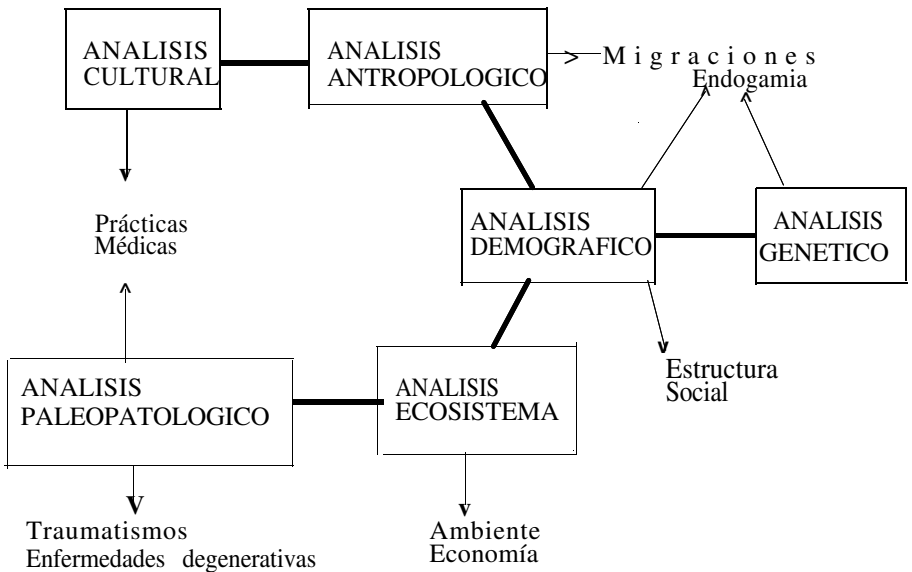 ANALISIS
CULTURAL
ANALISIS
ANTROPOLOGICO
Migraciones
Endogamia
Prácticas
Médicas
ANALISIS
DEMOGRAFICO
ANALISIS
GENETICO
ANALISIS
PALEOPATOLOGICO
ANALISIS
ECOSISTEMA
Estructura
Social
Traumatismos
Enfermedades degenerativas
Ambiente
Economía